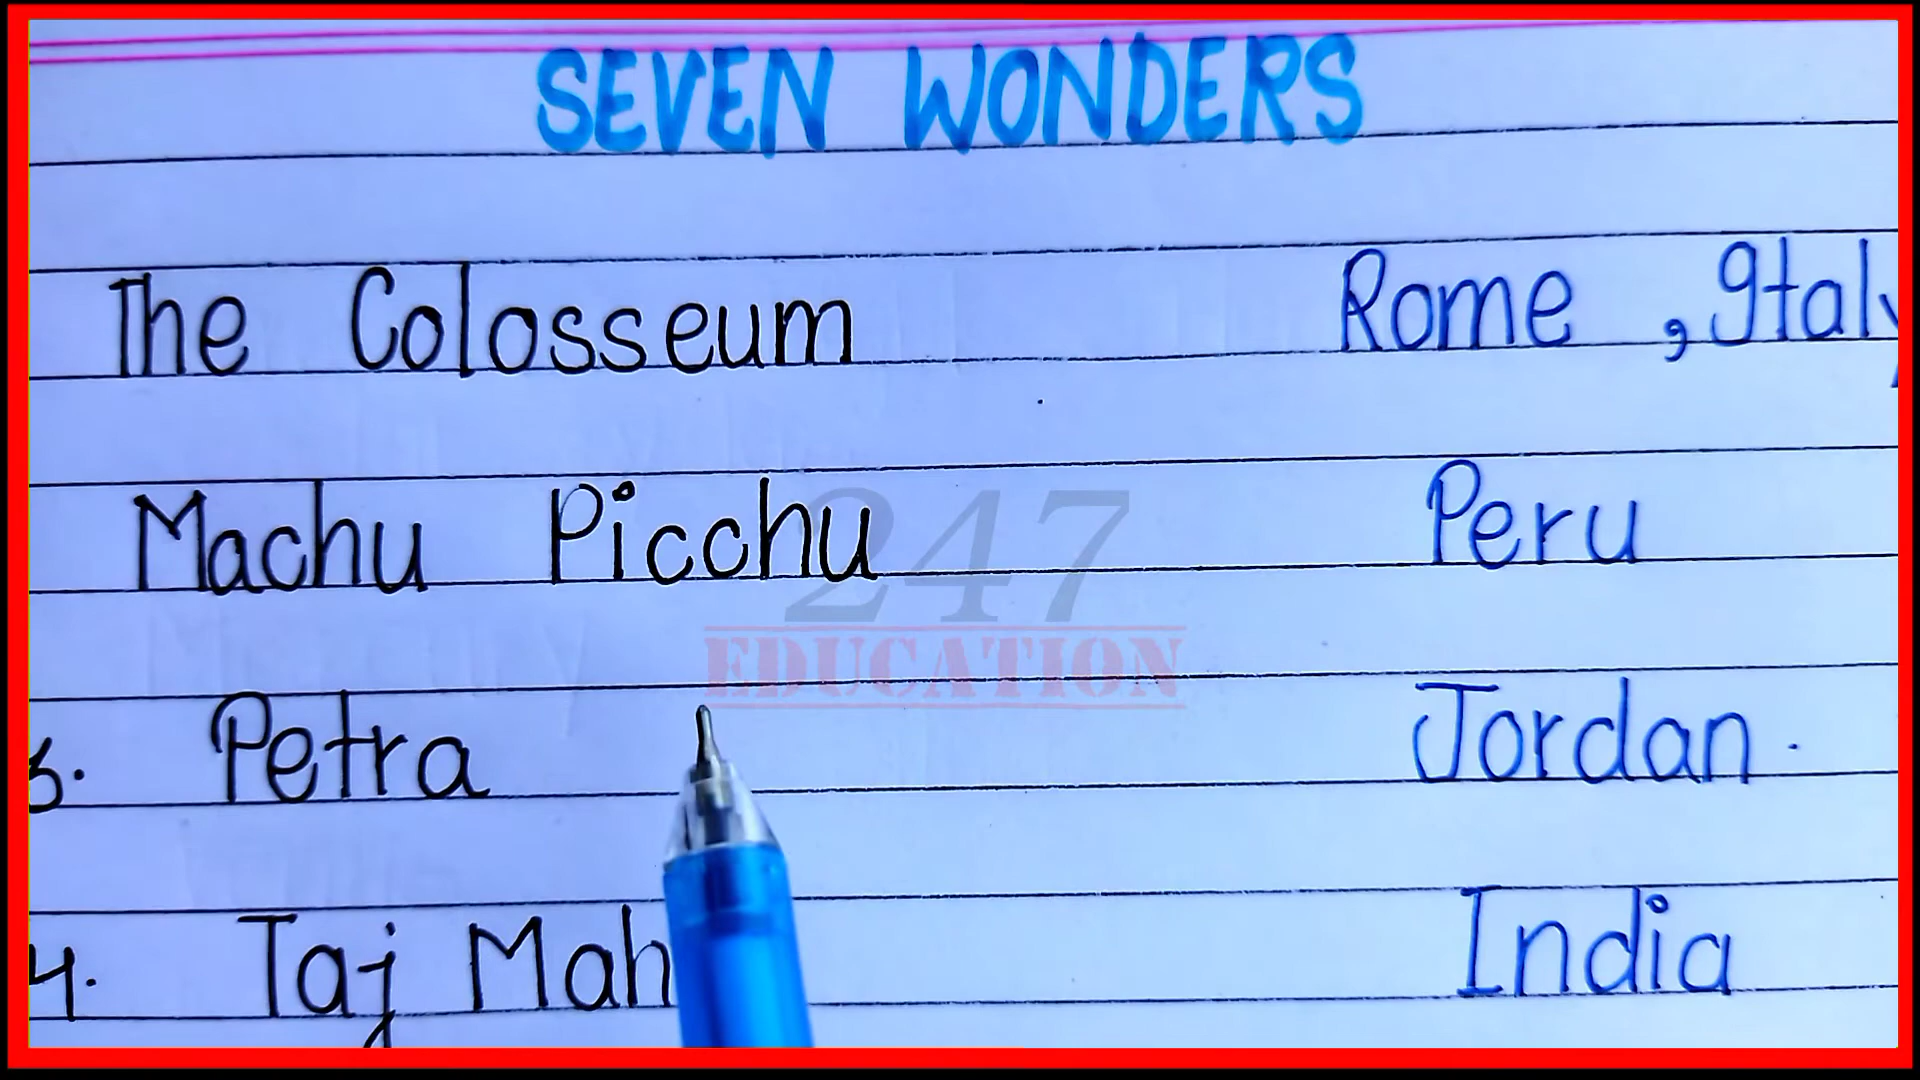 SEVEN WONDERS
The Colosseum Rome , Italy
Machu Picchu Peru
247
EDUCATION
3. Petra Jordan.
4. Taj Mah India